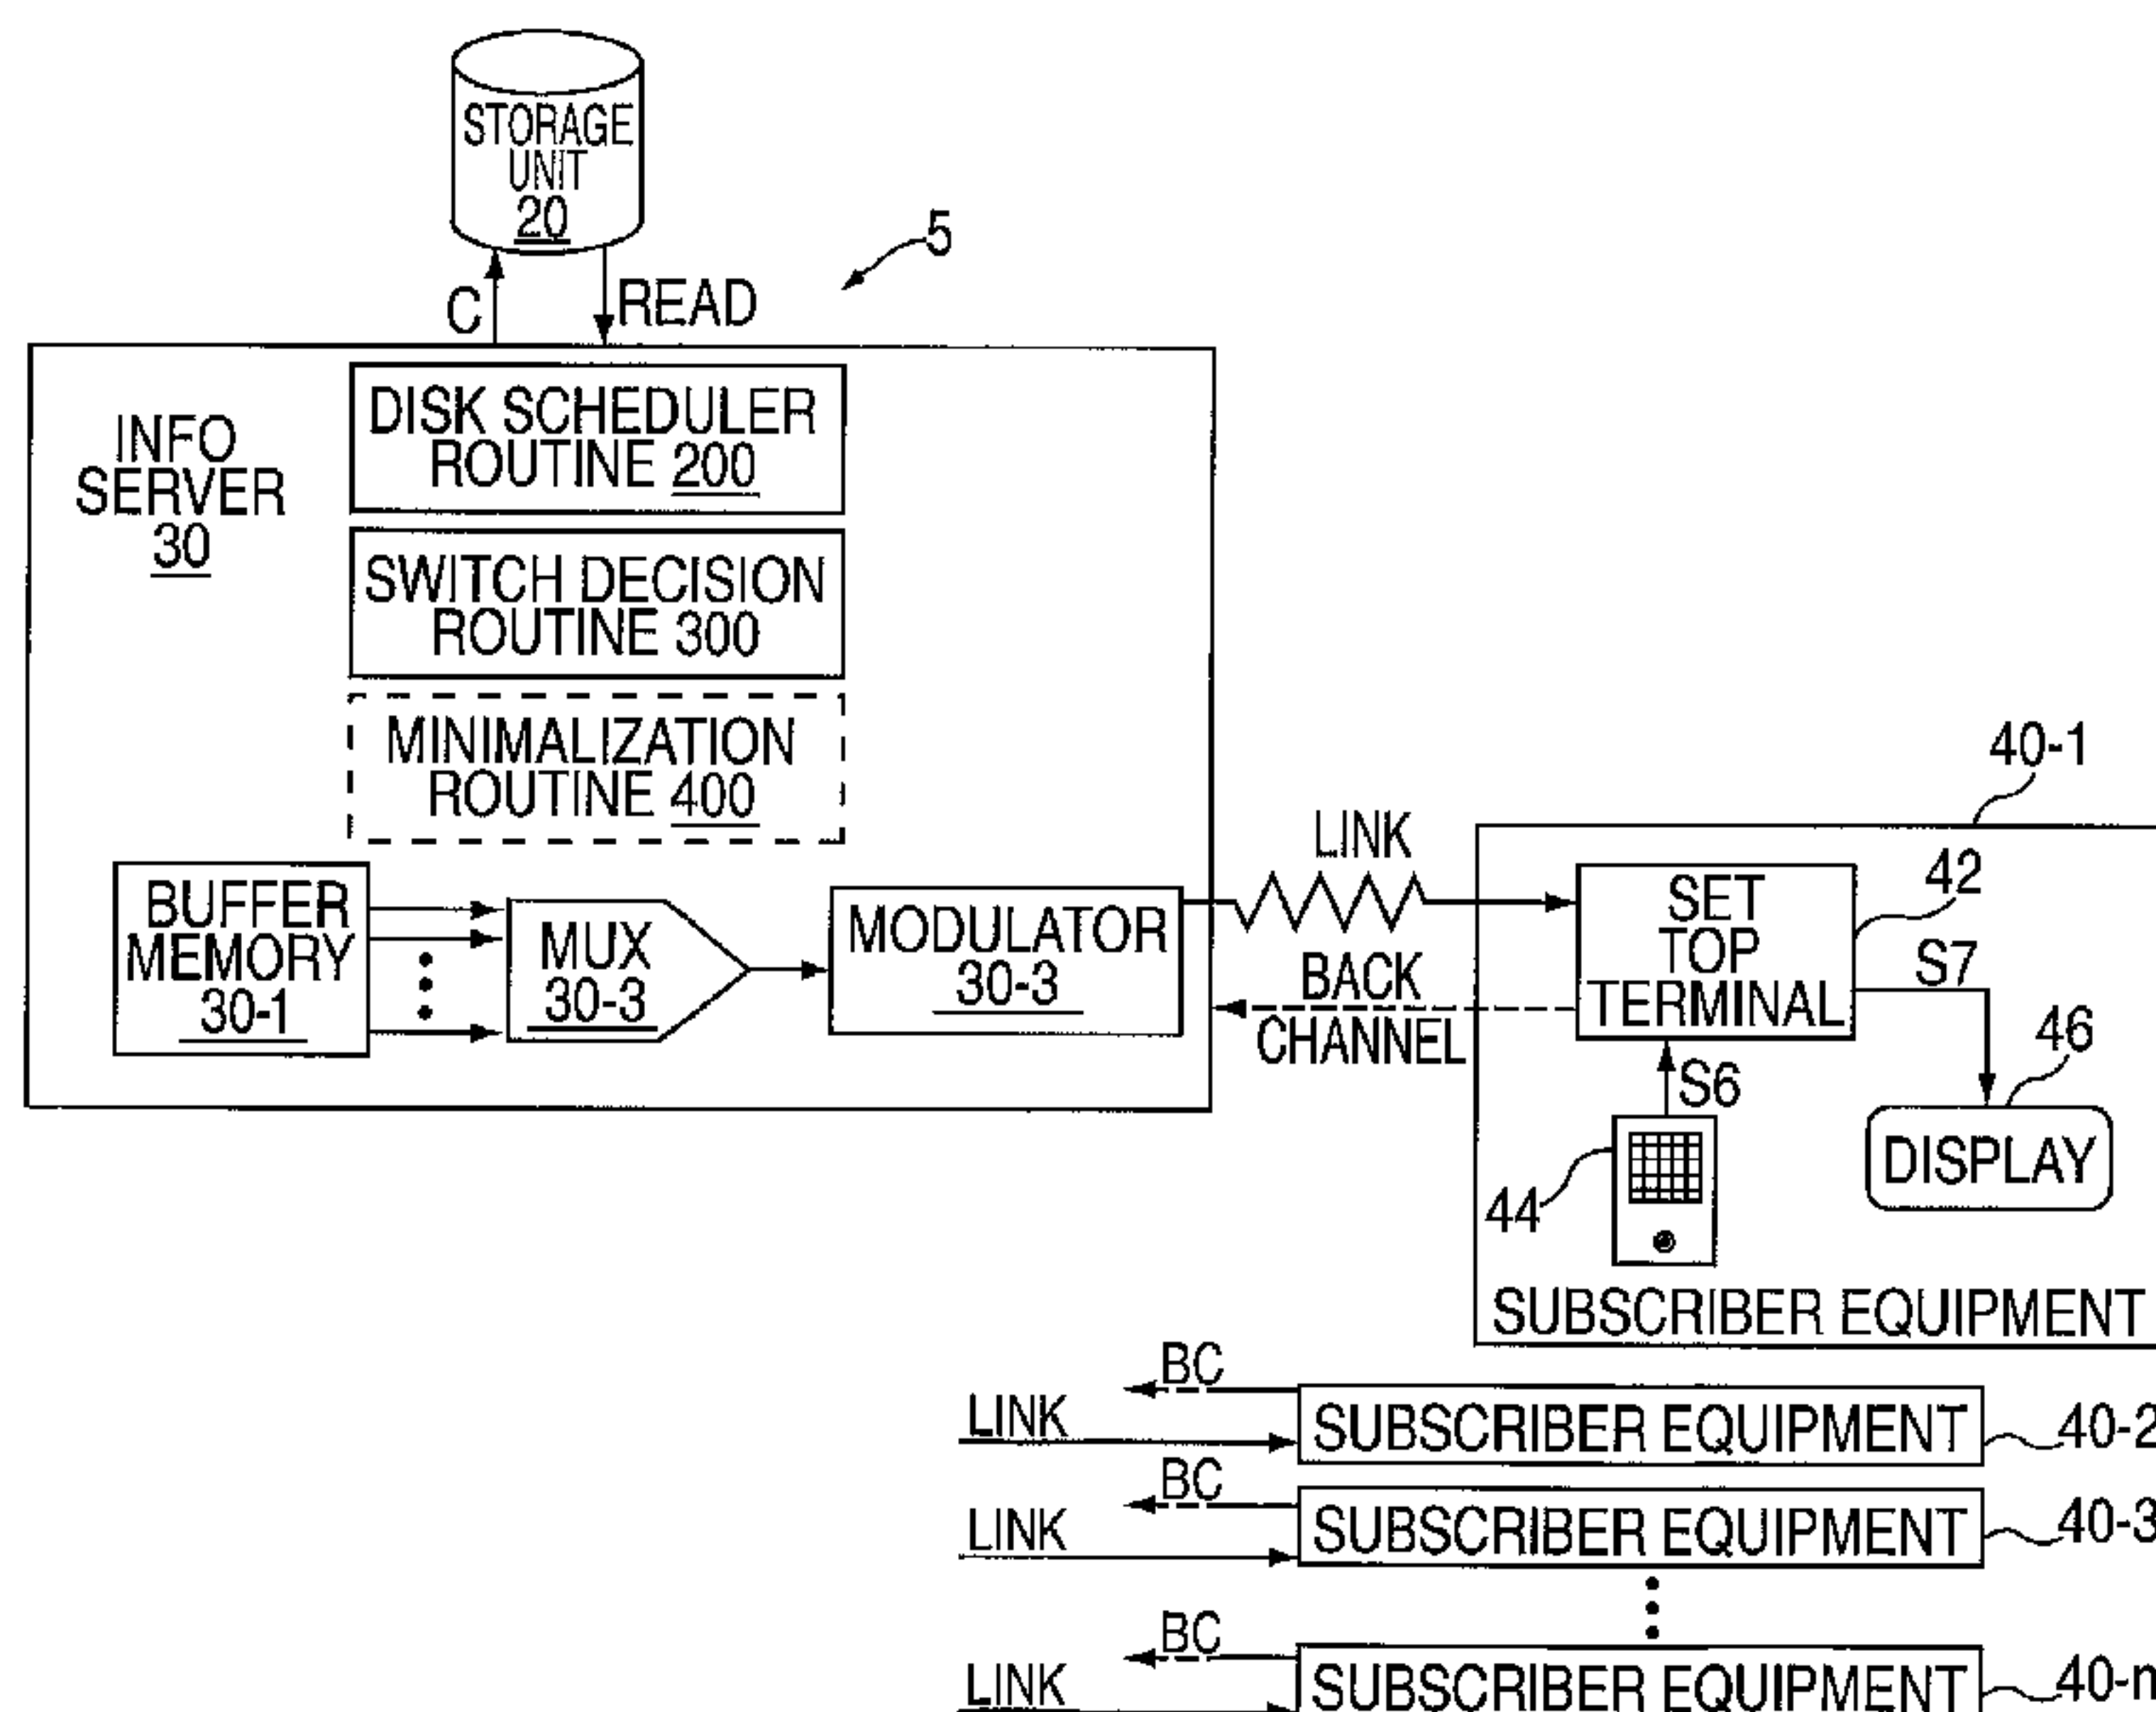 STORAGE
UNIT
20
5
C
READ
INFO
SERVER
30
DISK SCHEDULER
ROUTINE 200
SWITCH DECISION
ROUTINE 300
MINIMALIZATION
ROUTINE 400
BUFFER
MEMORY
30-1
MUX
30-3
MODULATOR
30-3
LINK
BACK
CHANNEL
40-1
SET
TOP
TERMINAL
42
S7
46
S6
44
DISPLAY
SUBSCRIBER EQUIPMENT
BC
LINK
SUBSCRIBER EQUIPMENT
40-2
BC
LINK
SUBSCRIBER EQUIPMENT
40-3
BC
LINK
SUBSCRIBER EQUIPMENT
40-n